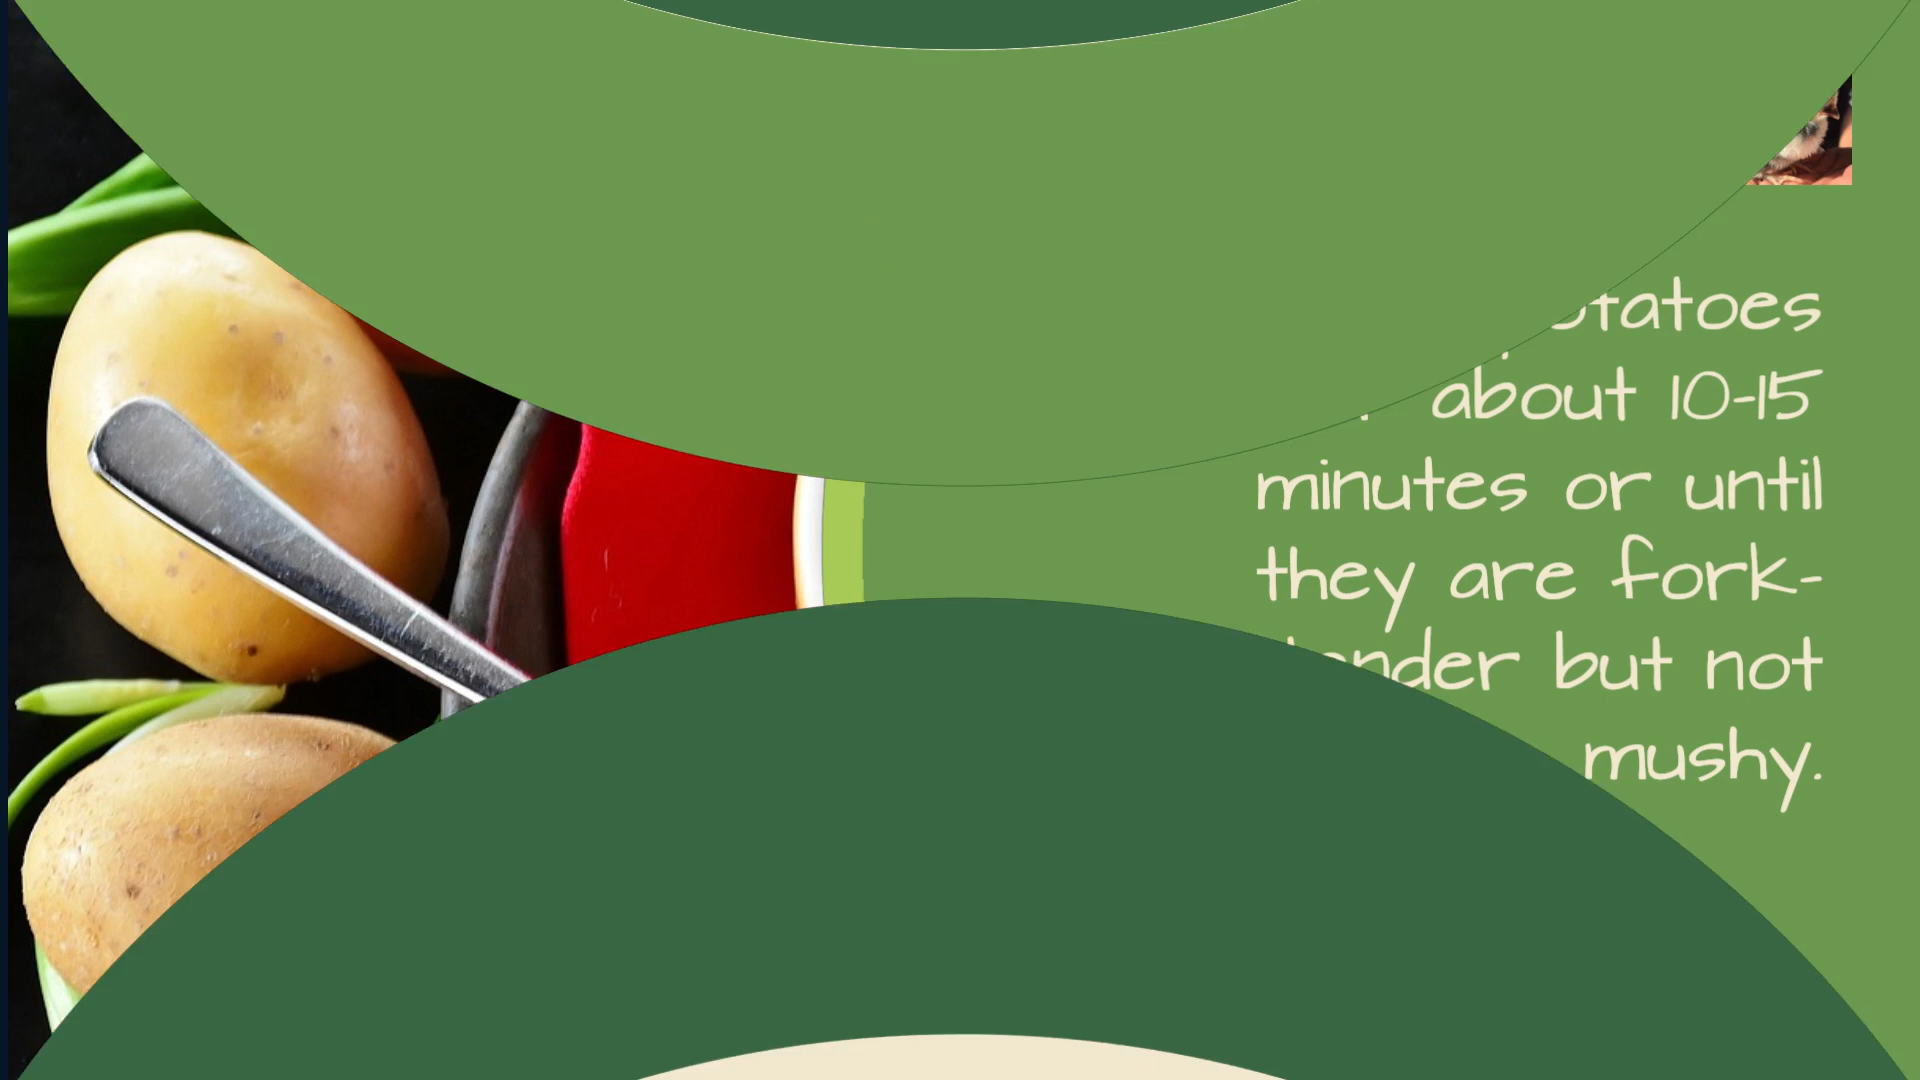 about 10-15
minutes or until
they are fork-
but not
mushy.